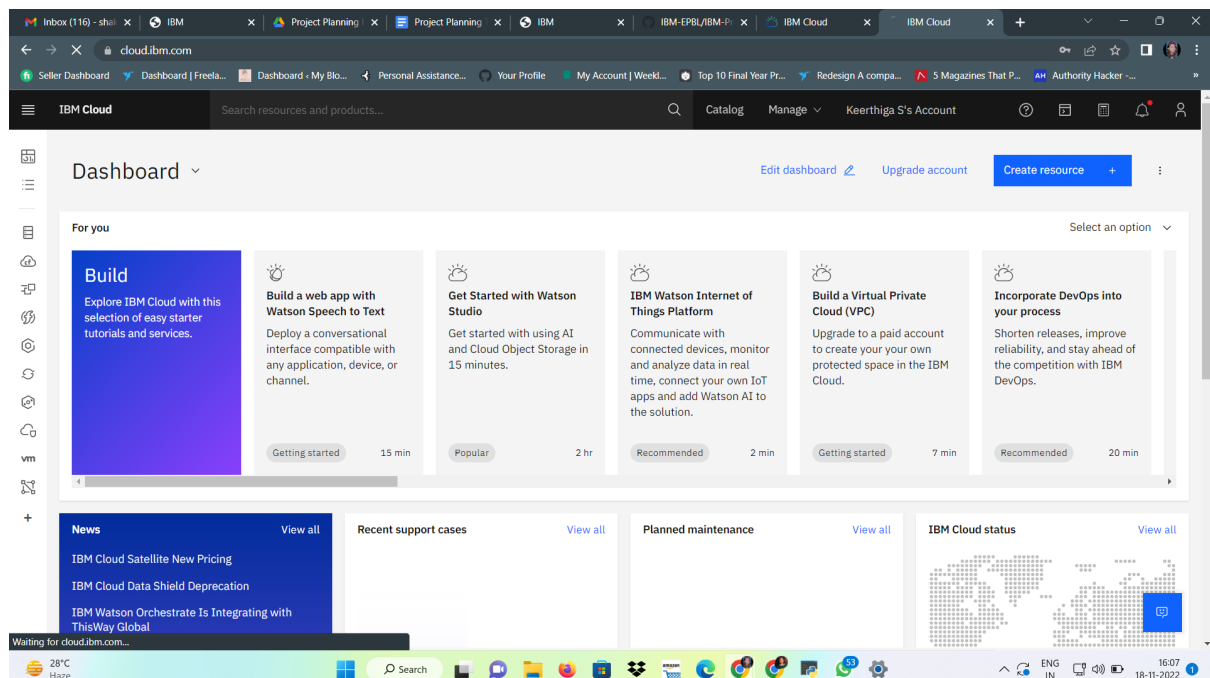 Inbox (116) - shak
IBM
Project Planning
Project Planning
IBM
IBM-EPBL/IBM-Pr
IBM Cloud
IBM Cloud
cloud.ibm.com
Seller Dashboard
Dashboard | Freela...
Dashboard ‹ My Blo...
Personal Assistance...
Your Profile
My Account | Weekl...
Top 10 Final Year Pr...
Redesign A compa...
5 Magazines That P...
AH Authority Hacker -...
»
IBM Cloud
Search resources and products...
Catalog
Manage
Keerthiga S's Account
Dashboard
Edit dashboard
Upgrade account
Create resource +
For you
Select an option
Build
Explore IBM Cloud with this
selection of easy starter
tutorials and services.
Build a web app with
Watson Speech to Text
Deploy a conversational
interface compatible with
any application, device, or
channel.
Getting started 15 min
Get Started with Watson
Studio
Get started with using AI
and Cloud Object Storage in
15 minutes.
Popular 2 hr
IBM Watson Internet of
Things Platform
Communicate with
connected devices, monitor
and analyze data in real
time, connect your own IoT
apps and add Watson AI to
the solution.
Recommended 2 min
Build a Virtual Private
Cloud (VPC)
Upgrade to a paid account
to create your your own
protected space in the IBM
Cloud.
Getting started 7 min
Incorporate DevOps into
your process
Shorten releases, improve
reliability, and stay ahead of
the competition with IBM
DevOps.
Recommended 20 min
vm
News View all
IBM Cloud Satellite New Pricing
IBM Cloud Data Shield Deprecation
IBM Watson Orchestrate Is Integrating with
ThisWay Global
Recent support cases View all
Planned maintenance View all
IBM Cloud status View all
Waiting for cloud.ibm.com...
28°C
Haze
Search
amazon
53
ENG
IN
16:07
18-11-2022
1